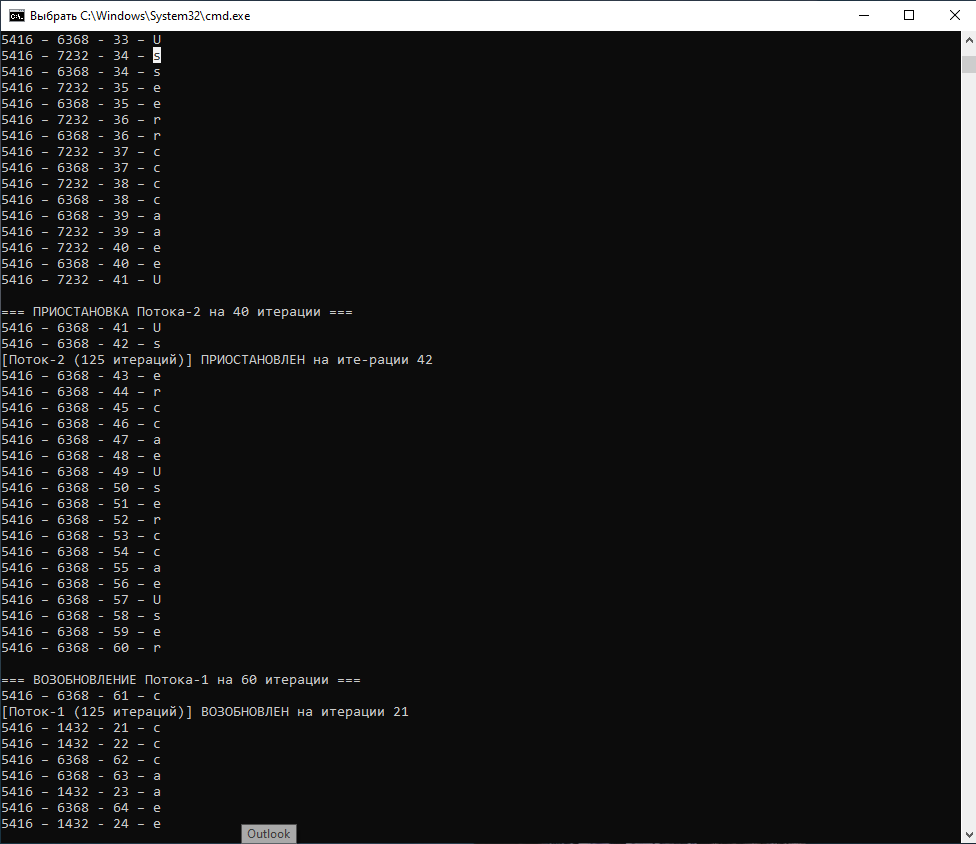 Выбрать C:\Windows\System32\cmd.exe
5416 – 6368 - 33 – U
5416 – 7232 - 34 – s
5416 – 6368 - 34 – s
5416 – 7232 - 35 – e
5416 – 6368 - 35 – e
5416 – 7232 - 36 – r
5416 – 6368 - 36 – r
5416 – 7232 - 37 – c
5416 – 6368 - 37 – c
5416 – 7232 - 38 – c
5416 – 6368 - 38 – c
5416 – 6368 - 39 – a
5416 – 7232 - 39 – a
5416 – 7232 - 40 – e
5416 – 6368 - 40 – e
5416 – 7232 - 41 – U
=== ПРИОСТАНОВКА Потока-2 на 40 итерации ===
5416 – 6368 - 41 – U
5416 – 6368 - 42 – s
[Поток-2 (125 итераций)] ПРИОСТАНОВЛЕН на ите-рации 42
5416 – 6368 - 43 – e
5416 – 6368 - 44 – r
5416 – 6368 - 45 – c
5416 – 6368 - 46 – c
5416 – 6368 - 47 – a
5416 – 6368 - 48 – e
5416 – 6368 - 49 – U
5416 – 6368 - 50 – s
5416 – 6368 - 51 – e
5416 – 6368 - 52 – r
5416 – 6368 - 53 – c
5416 – 6368 - 54 – c
5416 – 6368 - 55 – a
5416 – 6368 - 56 – e
5416 – 6368 - 57 – U
5416 – 6368 - 58 – s
5416 – 6368 - 59 – e
5416 – 6368 - 60 – r
=== ВОЗОБНОВЛЕНИЕ Потока-1 на 60 итерации ===
5416 – 6368 - 61 – c
[Поток-1 (125 итераций)] ВОЗОБНОВЛЕН на итерации 21
5416 – 1432 - 21 – c
5416 – 1432 - 22 – c
5416 – 6368 - 62 – c
5416 – 6368 - 63 – a
5416 – 1432 - 23 – a
5416 – 6368 - 64 – e
5416 – 1432 - 24 – e
Outlook